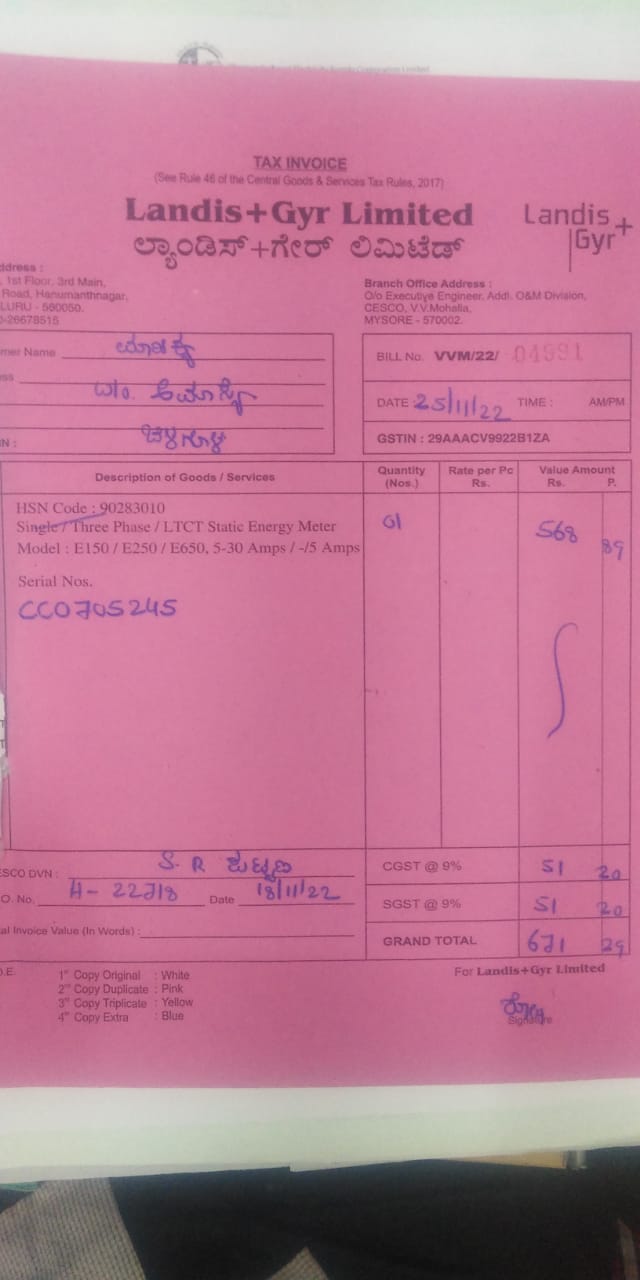 TAX INVOICE
(See Rule 46 of the Central Goods & Services Tax Rules, 2017)
Landis+Gyr Limited
ಲ್ಯಾಂಡಿಸ್+ಗೇರ್ ಲಿಮಿಟೆಡ್
Landis
Gyr+
ddress :
, 1st Floor, 3rd Main,
Road, Hanumanthnagar,
LURU - 560050.
0-26678515
Branch Office Address :
O/o Executive Engineer, Addl. O&M Division,
CESCO, V.V.Mohalla,
MYSORE - 570002.
mer Name
ess
N :
BILL No. VVM/22/ 04991
DATE : 25/11/22 TIME : AM/PM
GSTIN : 29AAACV9922B1ZA
Description of Goods / Services
Quantity (Nos.)
Rate per Pc Rs.
Value Amount Rs. P.
HSN Code : 90283010
Single / Three Phase / LTCT Static Energy Meter
Model : E150 / E250 / E650, 5-30 Amps / -/5 Amps
01
568 89
Serial Nos.
CC0705245
ESCO DVN : S. R
O. No. H- 22718 Date 18/11/22
al Invoice Value (In Words) :
CGST @ 9% 51 20
SGST @ 9% 51 20
GRAND TOTAL 671 29
O.E.
1st Copy Original : White
2nd Copy Duplicate : Pink
3rd Copy Triplicate : Yellow
4th Copy Extra : Blue
For Landis+Gyr Limited
Signature